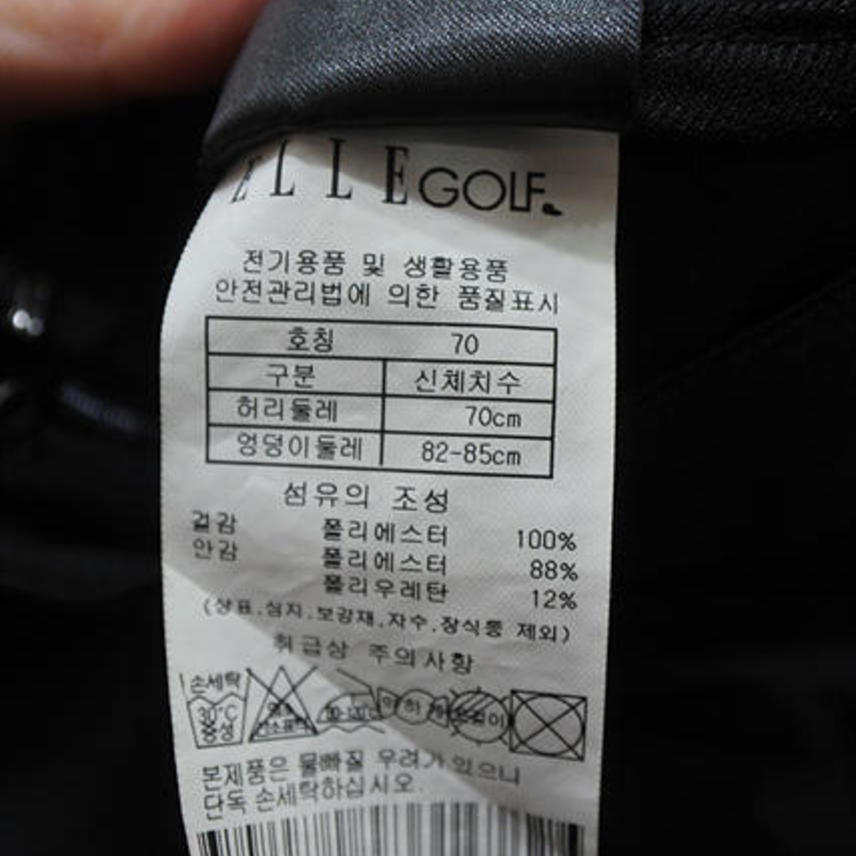 ELLE GOLF
전기용품 및 생활용품
안전관리법에 의한 품질표시
호칭 70
구분 신체치수
허리둘레 70cm
엉덩이둘레 82-85cm
섬유의 조성
겉감 폴리에스터 100%
안감 폴리에스터 88%
폴리우레탄 12%
(상표,심지,보강재,자수,장식등 제외)
취급상 주의사항
손세탁
30°C
중성
본제품은 물빠질 우려가 있으니
단독 손세탁하십시오.